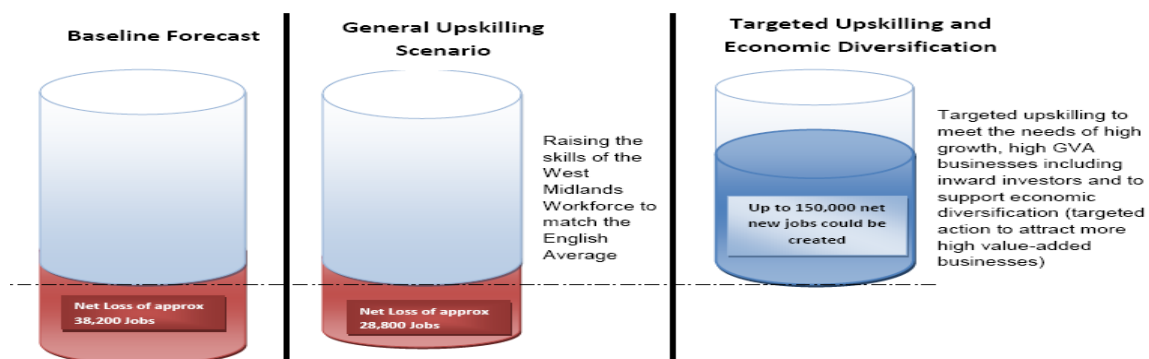 Baseline Forecast
General Upskilling
Scenario
Targeted Upskilling and
Economic Diversification
Net Loss of approx
38,200 Jobs
Net Loss of approx
28,800 Jobs
Raising the
skills of the
West
Midlands
Workforce to
match the
English
Average
Up to 150,000 net
new jobs could be
created
Targeted upskilling to
meet the needs of high
growth, high GVA
businesses including
inward investors and to
support economic
diversification (targeted
action to attract more
high value-added
businesses)